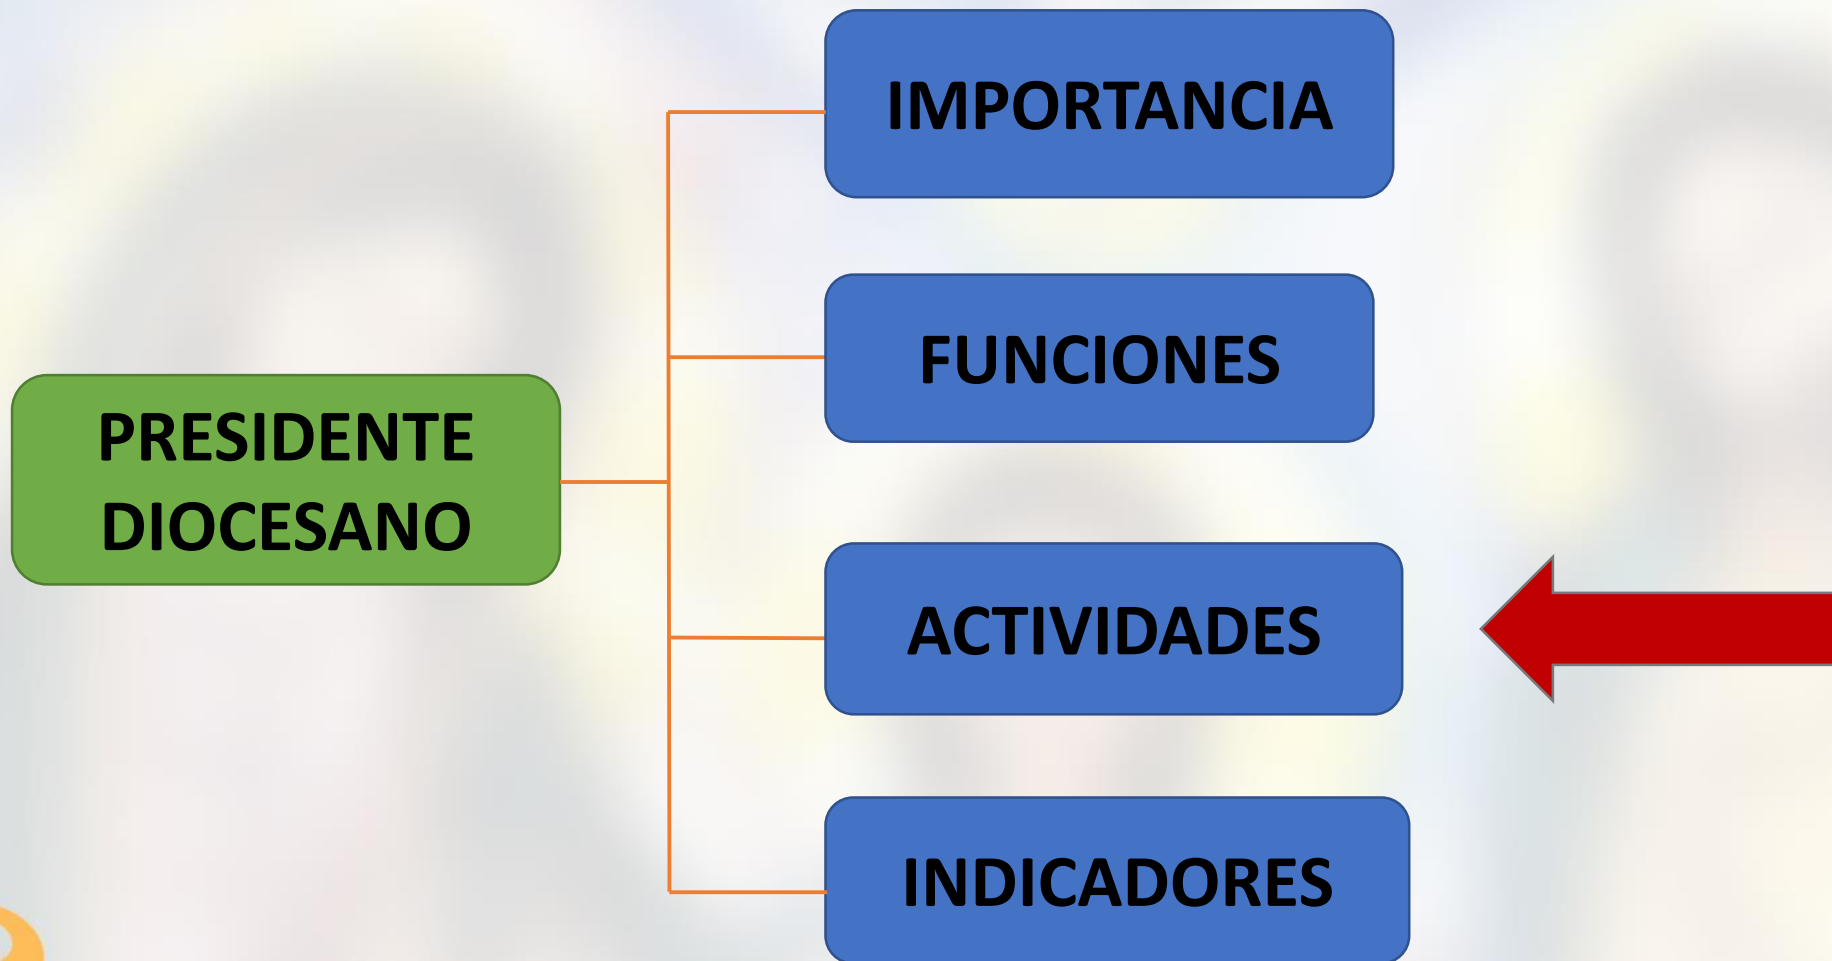 IMPORTANCIA
FUNCIONES
PRESIDENTE
DIOCESANO
ACTIVIDADES
INDICADORES